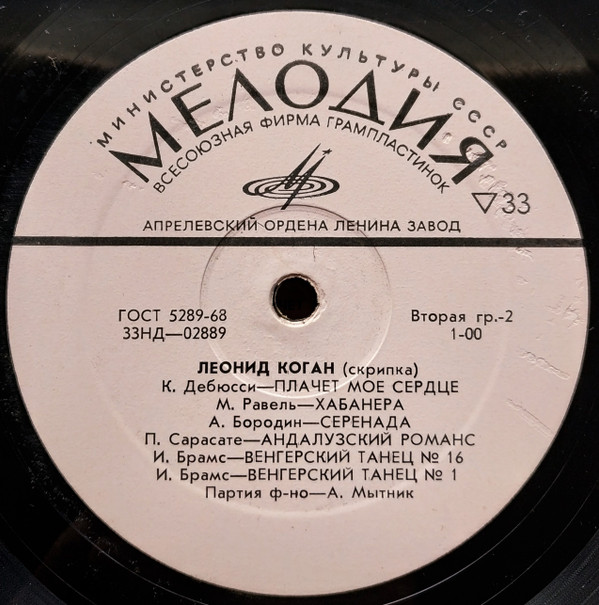 МИНИСТЕРСТВО КУЛЬТУРЫ СССР
МЕЛОДИЯ
ВСЕСОЮЗНАЯ ФИРМА ГРАМПЛАСТИНОК
▽33
АПРЕЛЕВСКИЙ ОРДЕНА ЛЕНИНА ЗАВОД
ГОСТ 5289-68
Вторая гр.-2
33НД—02889
1-00
ЛЕОНИД КОГАН (скрипка)
К. Дебюсси—ПЛАЧЕТ МОЕ СЕРДЦЕ
М. Равель—ХАБАНЕРА
А. Бородин—СЕРЕНАДА
П. Сарасате—АНДАЛУЗСКИЙ РОМАНС
И. Брамс—ВЕНГЕРСКИЙ ТАНЕЦ № 16
И. Брамс—ВЕНГЕРСКИЙ ТАНЕЦ № 1
Партия ф-но—А. Мытник